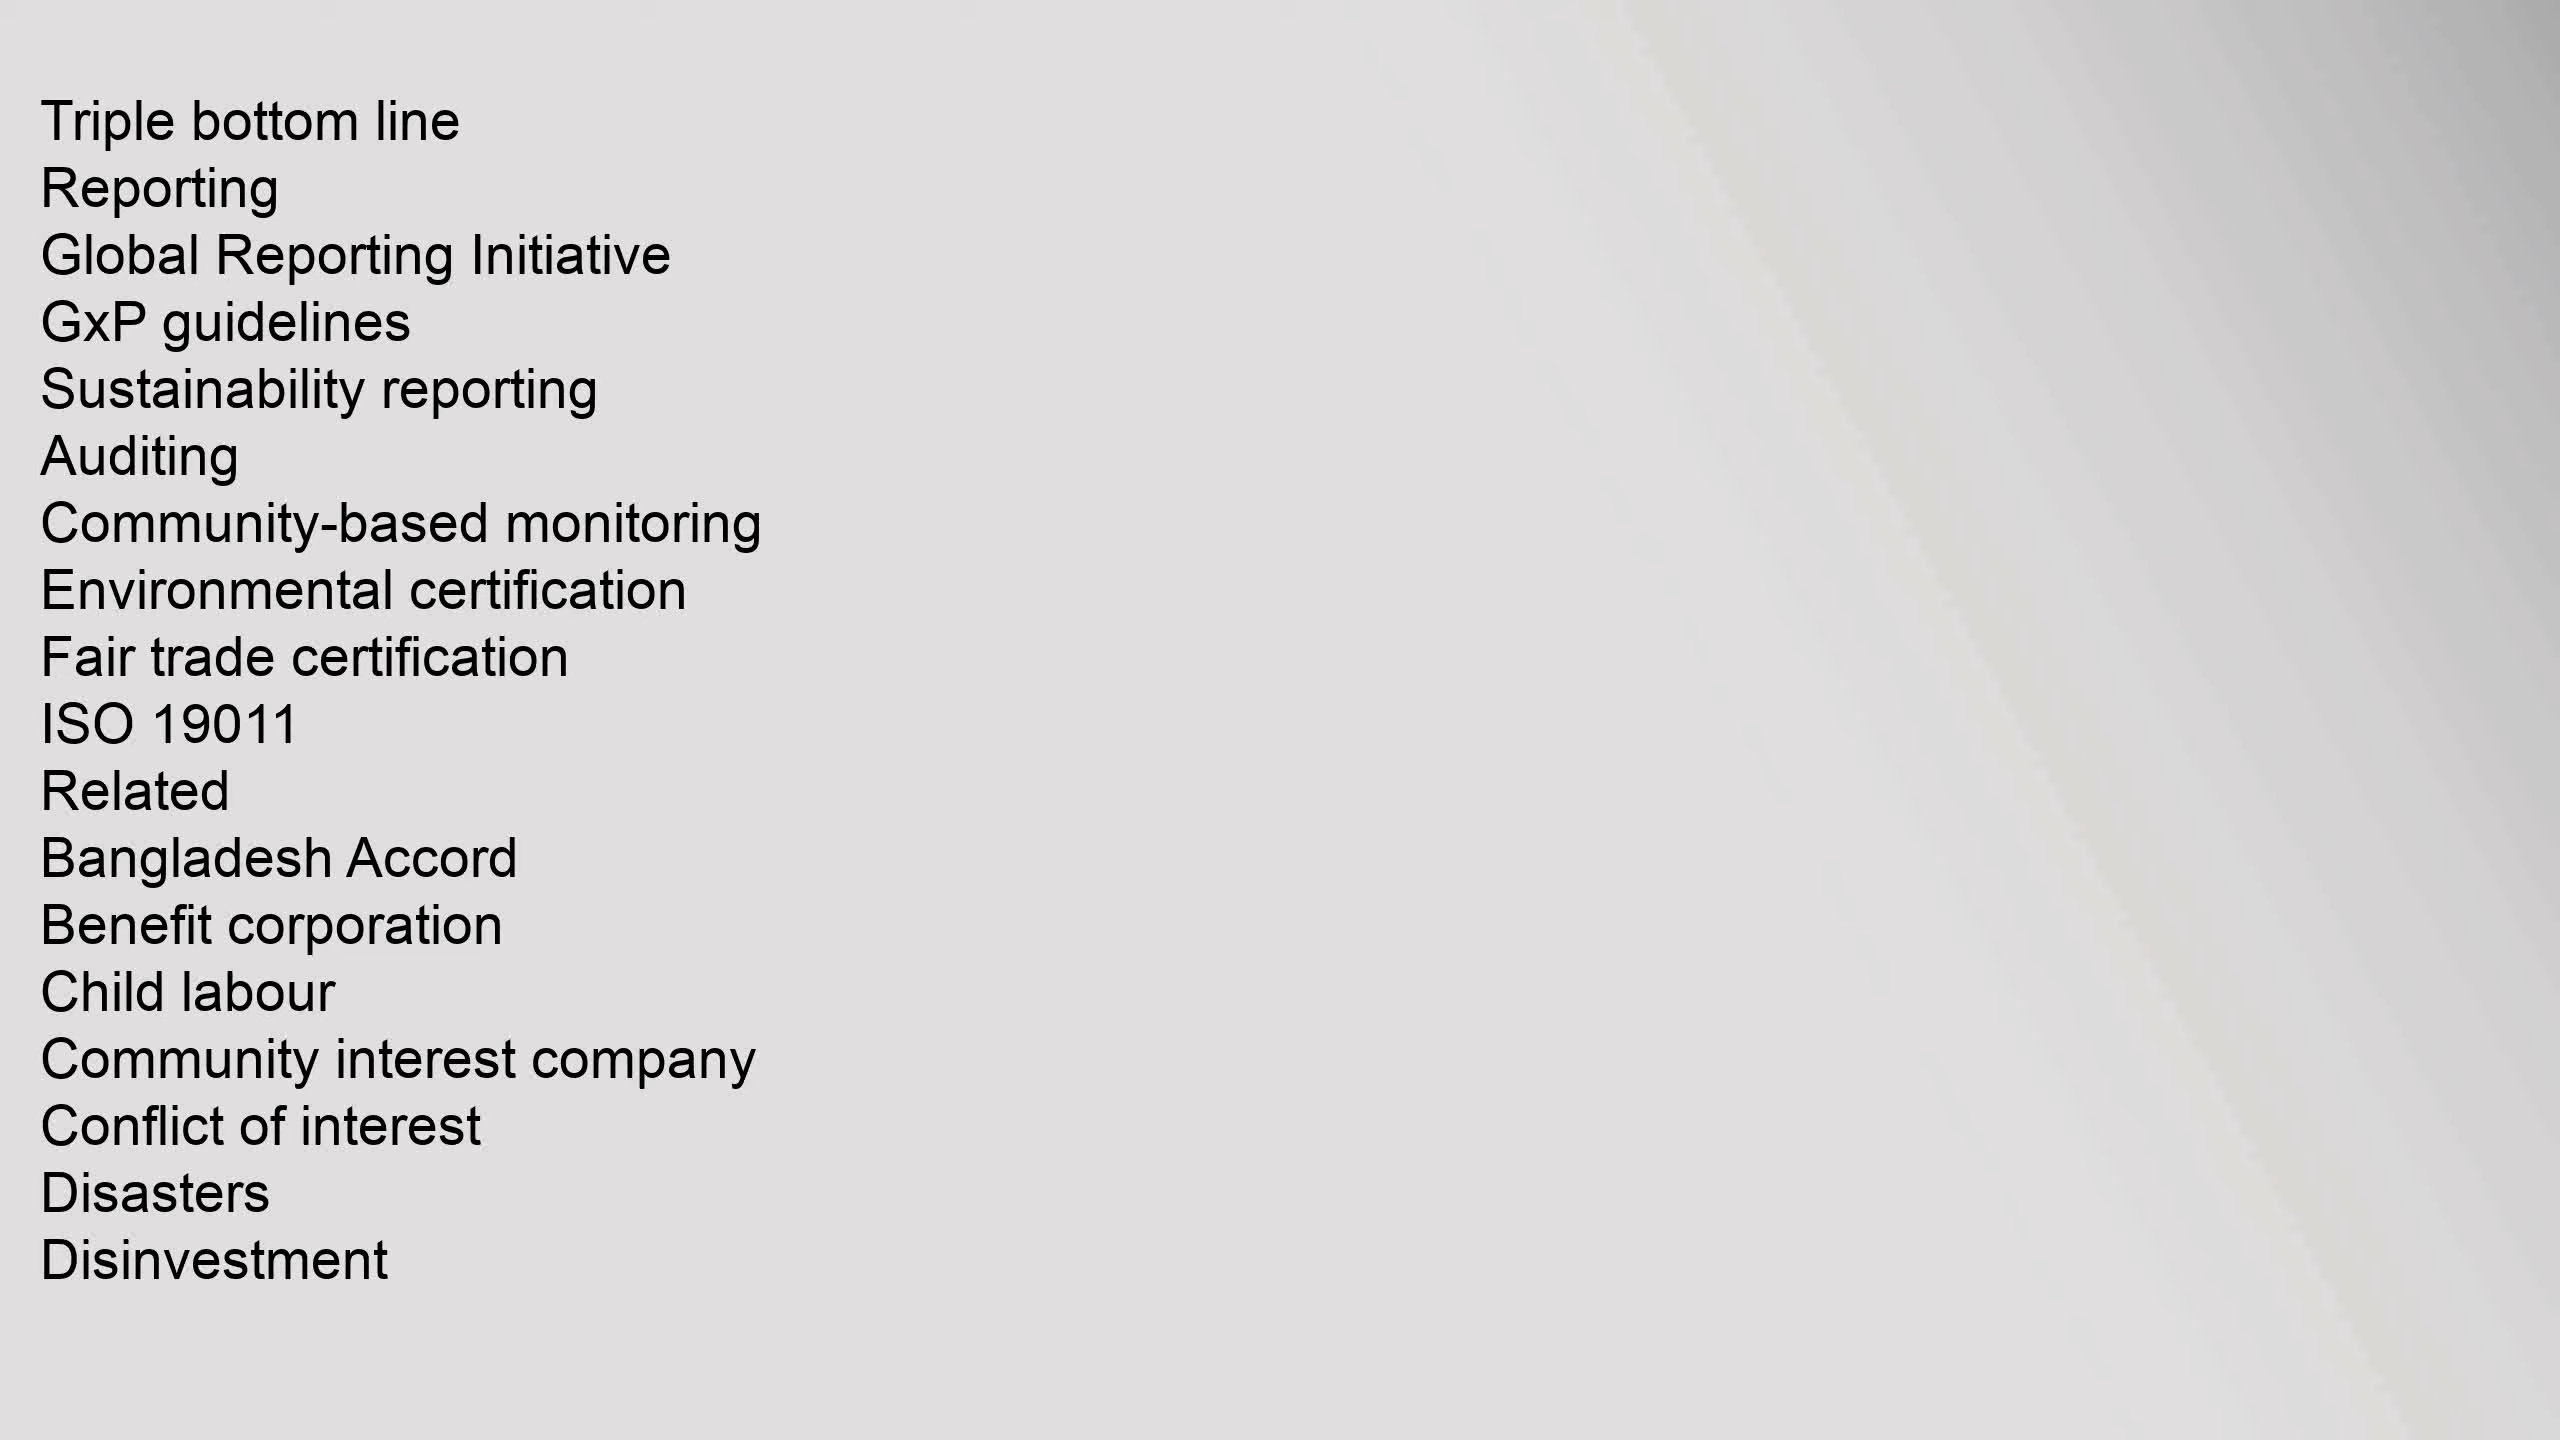 Triple bottom line
Reporting
Global Reporting Initiative
GxP guidelines
Sustainability reporting
Auditing
Community-based monitoring
Environmental certification
Fair trade certification
ISO 19011
Related
Bangladesh Accord
Benefit corporation
Child labour
Community interest company
Conflict of interest
Disasters
Disinvestment